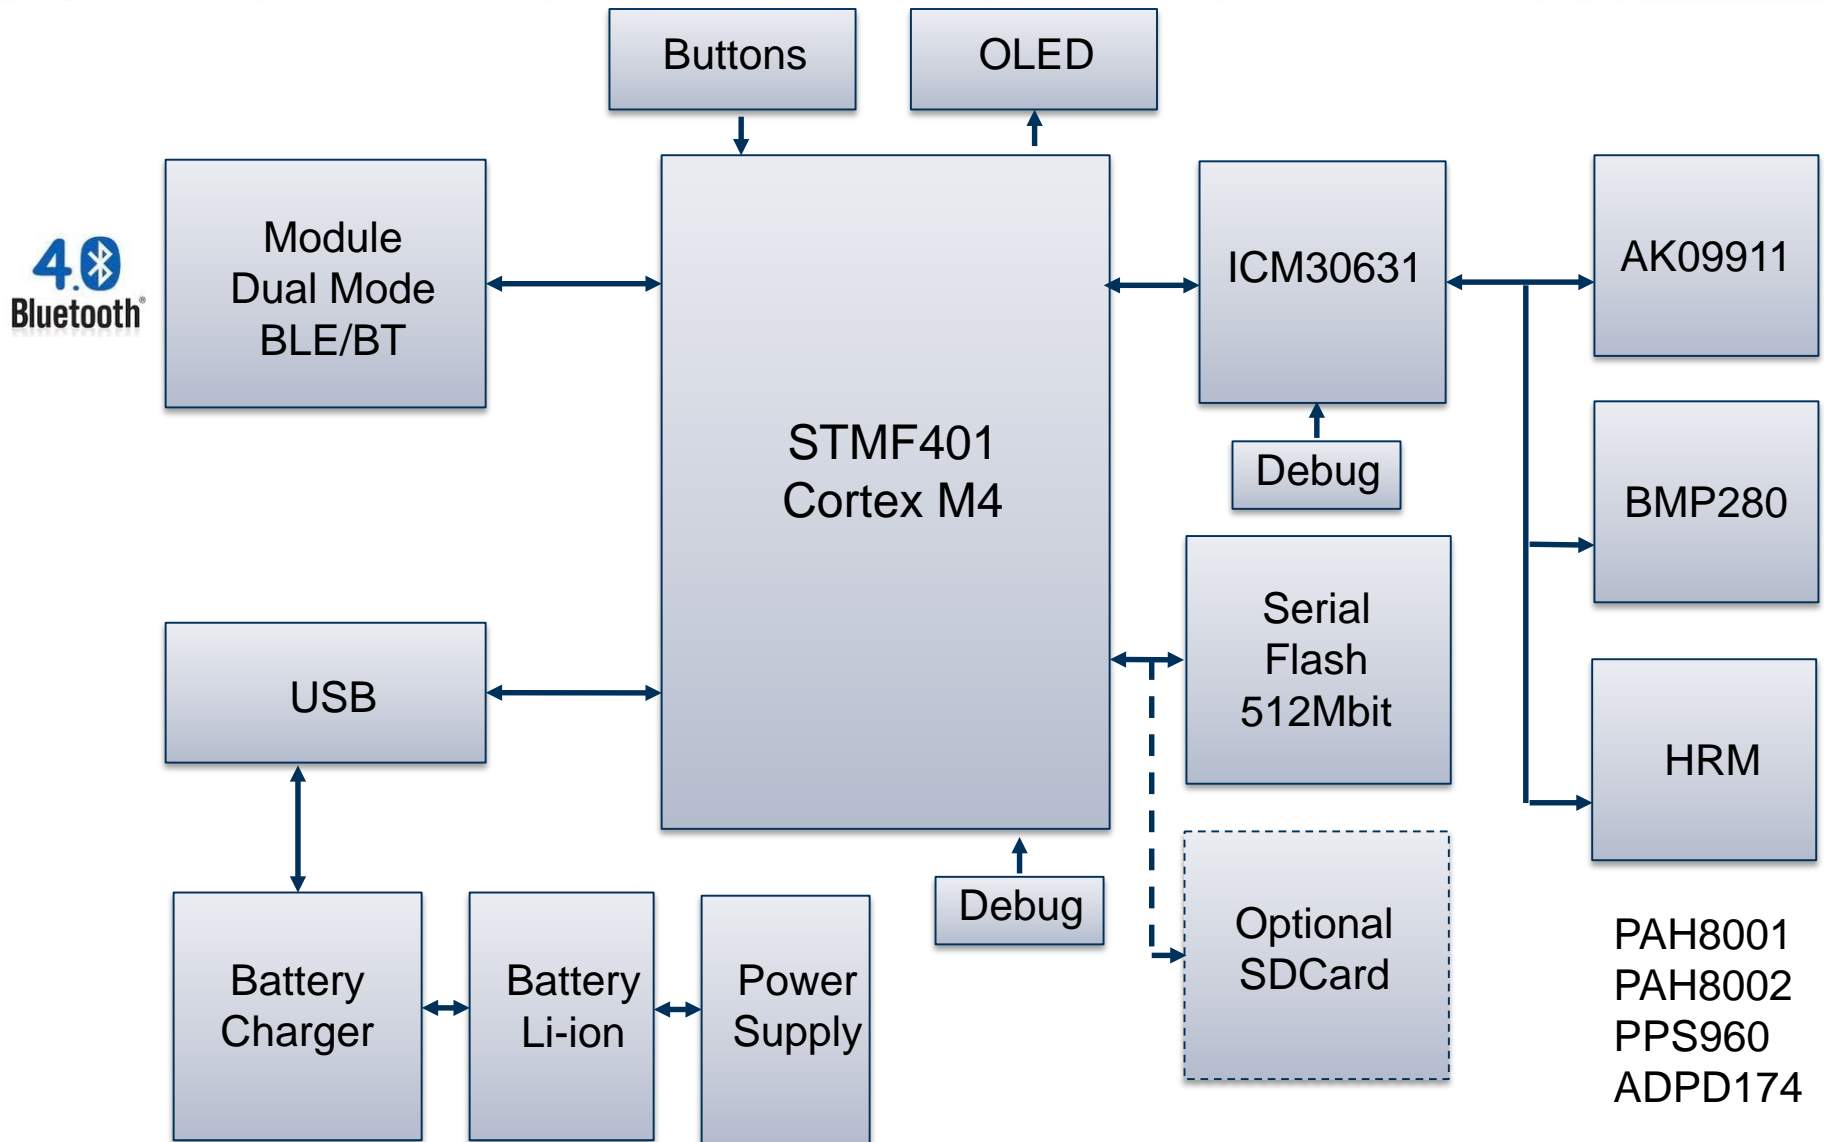 Buttons
OLED
4.0
Bluetooth®
Module
Dual Mode
BLE/BT
STMF401
Cortex M4
ICM30631
AK09911
Debug
BMP280
Serial
Flash
512Mbit
USB
HRM
Debug
Optional
SDCard
Battery
Charger
Battery
Li-ion
Power
Supply
PAH8001
PAH8002
PPS960
ADPD174